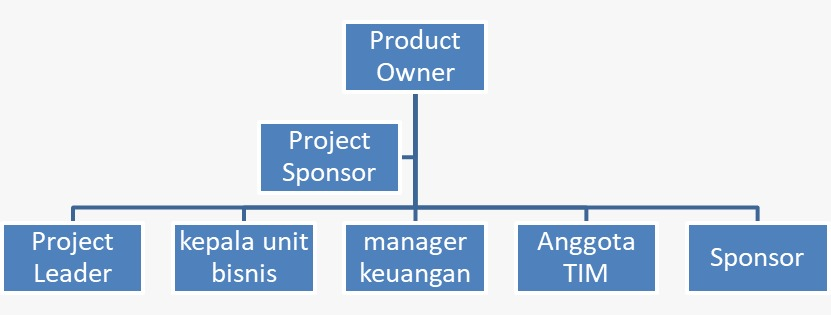 Product
Owner
Project
Sponsor
Project
Leader
kepala unit
bisnis
manager
keuangan
Anggota
TIM
Sponsor